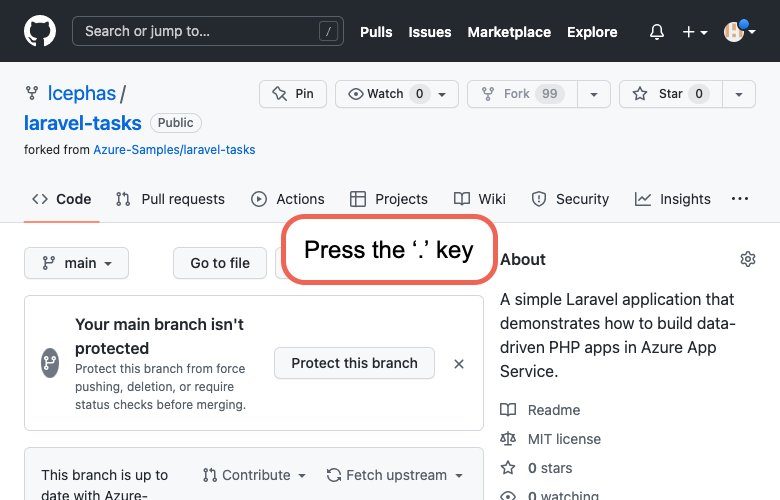 Search or jump to... /
Pulls Issues Marketplace Explore
lcephas / laravel-tasks Public
forked from Azure-Samples/laravel-tasks
Pin Watch 0 Fork 99 Star 0
Code Pull requests Actions Projects Wiki Security Insights ...
Press the ‘.’ key
main Go to file
Your main branch isn't
protected
Protect this branch from force
pushing, deletion, or require
status checks before merging.
Protect this branch
This branch is up to
date with Azure-
Contribute Fetch upstream
About
A simple Laravel application that
demonstrates how to build data-
driven PHP apps in Azure App
Service.
Readme
MIT license
0 stars
0 watching